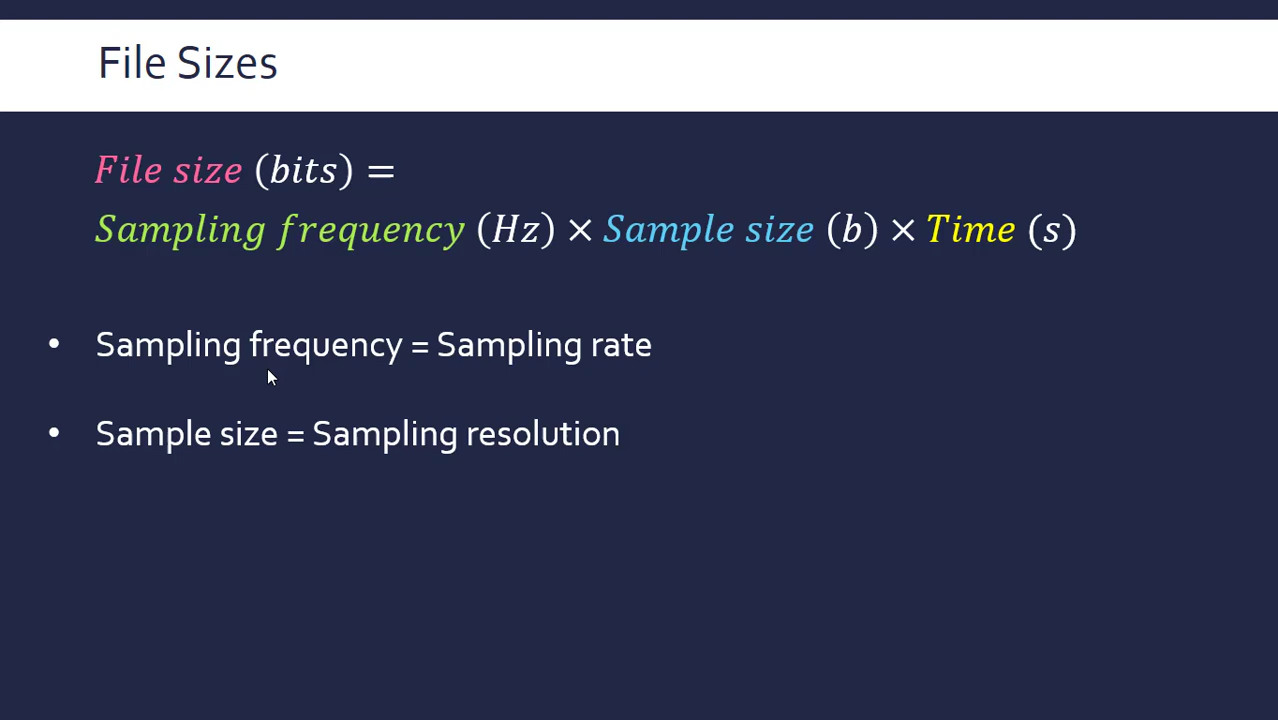 File Sizes
File size (bits) =
Sampling frequency (Hz) × Sample size (b) × Time (s)
• Sampling frequency = Sampling rate
• Sample size = Sampling resolution